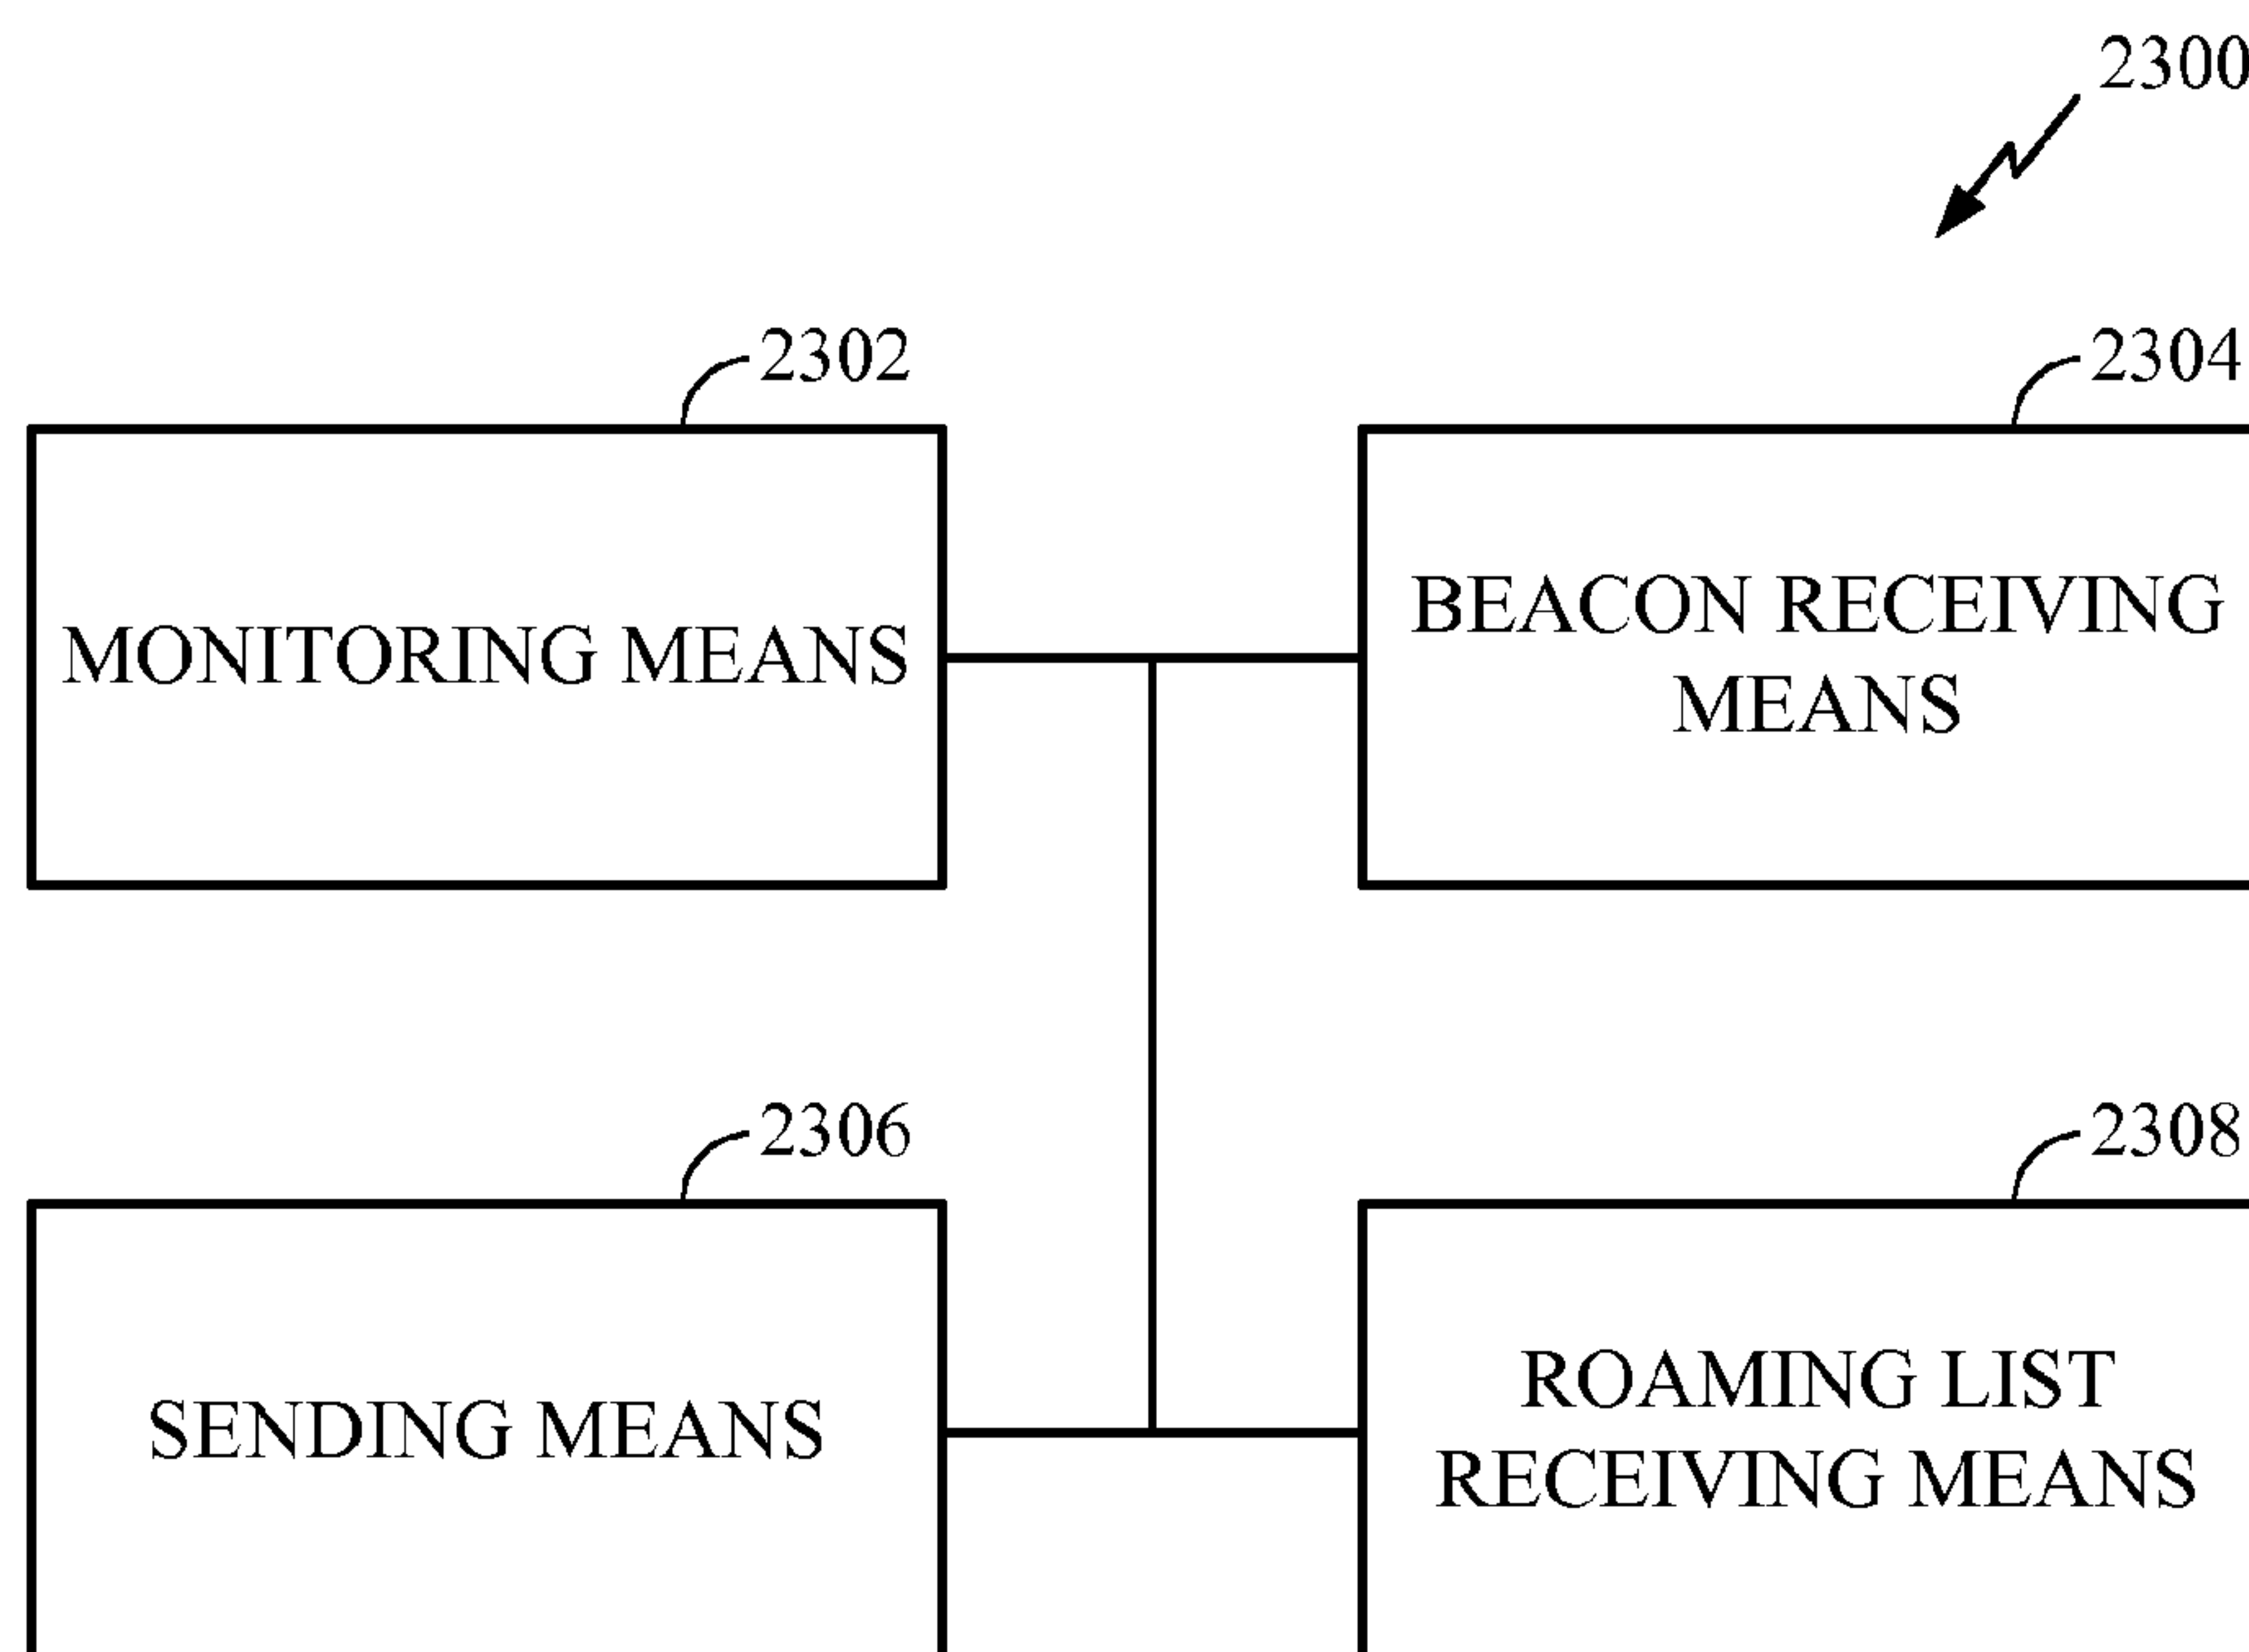 2300
2302
2304
MONITORING MEANS
BEACON RECEIVING
MEANS
2306
2308
SENDING MEANS
ROAMING LIST
RECEIVING MEANS